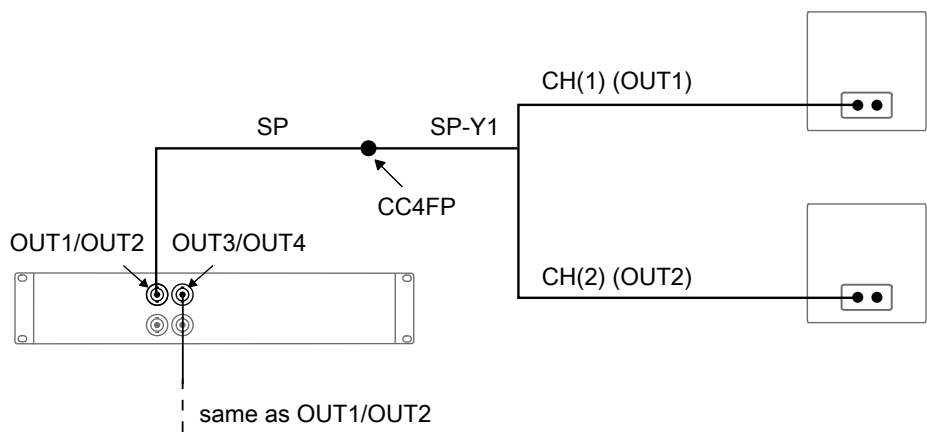 CH(1) (OUT1)
SP
SP-Y1
CC4FP
OUT1/OUT2
OUT3/OUT4
CH(2) (OUT2)
same as OUT1/OUT2